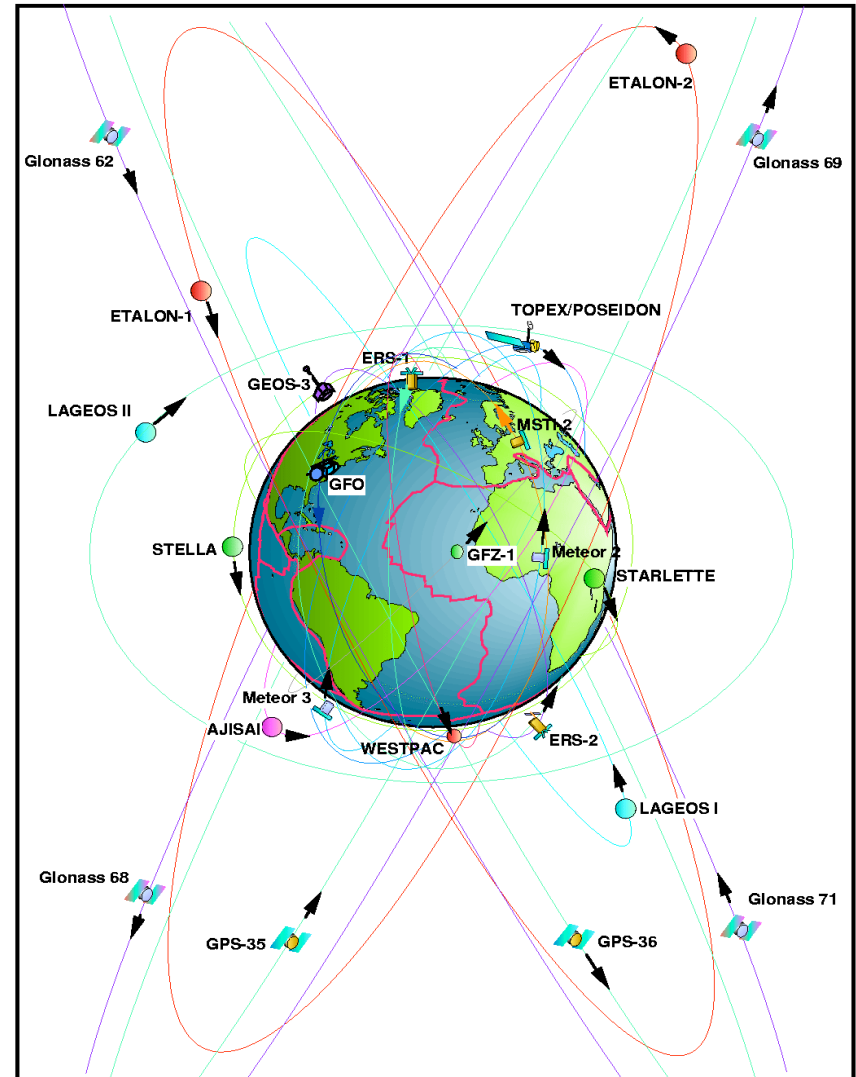 ETALON-2
Glonass 62
Glonass 69
ETALON-1
TOPEX/POSEIDON
ERS-1
GEOS-3
LAGEOS II
MSTI-2
GFO
STELLA
GFZ-1
Meteor 2
STARLETTE
Meteor 3
AJISAI
WESTPAC
ERS-2
LAGEOS I
Glonass 68
Glonass 71
GPS-35
GPS-36